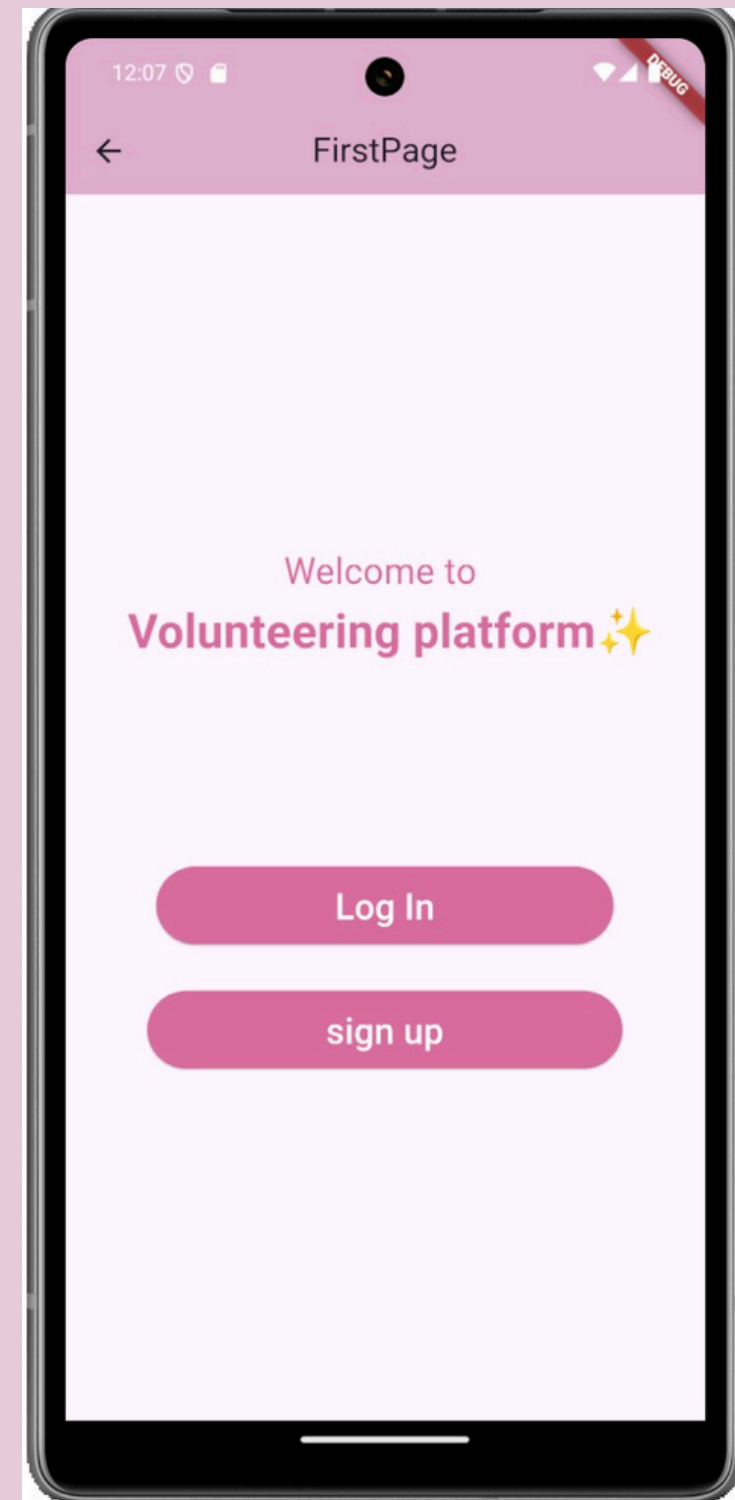 12:07
DEBUG
FirstPage
Welcome to
Volunteering platform✨
Log In
sign up